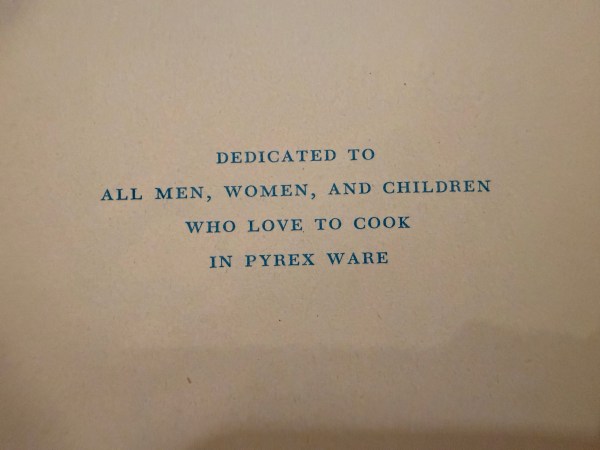 DEDICATED TO
ALL MEN, WOMEN, AND CHILDREN
WHO LOVE TO COOK
IN PYREX WARE